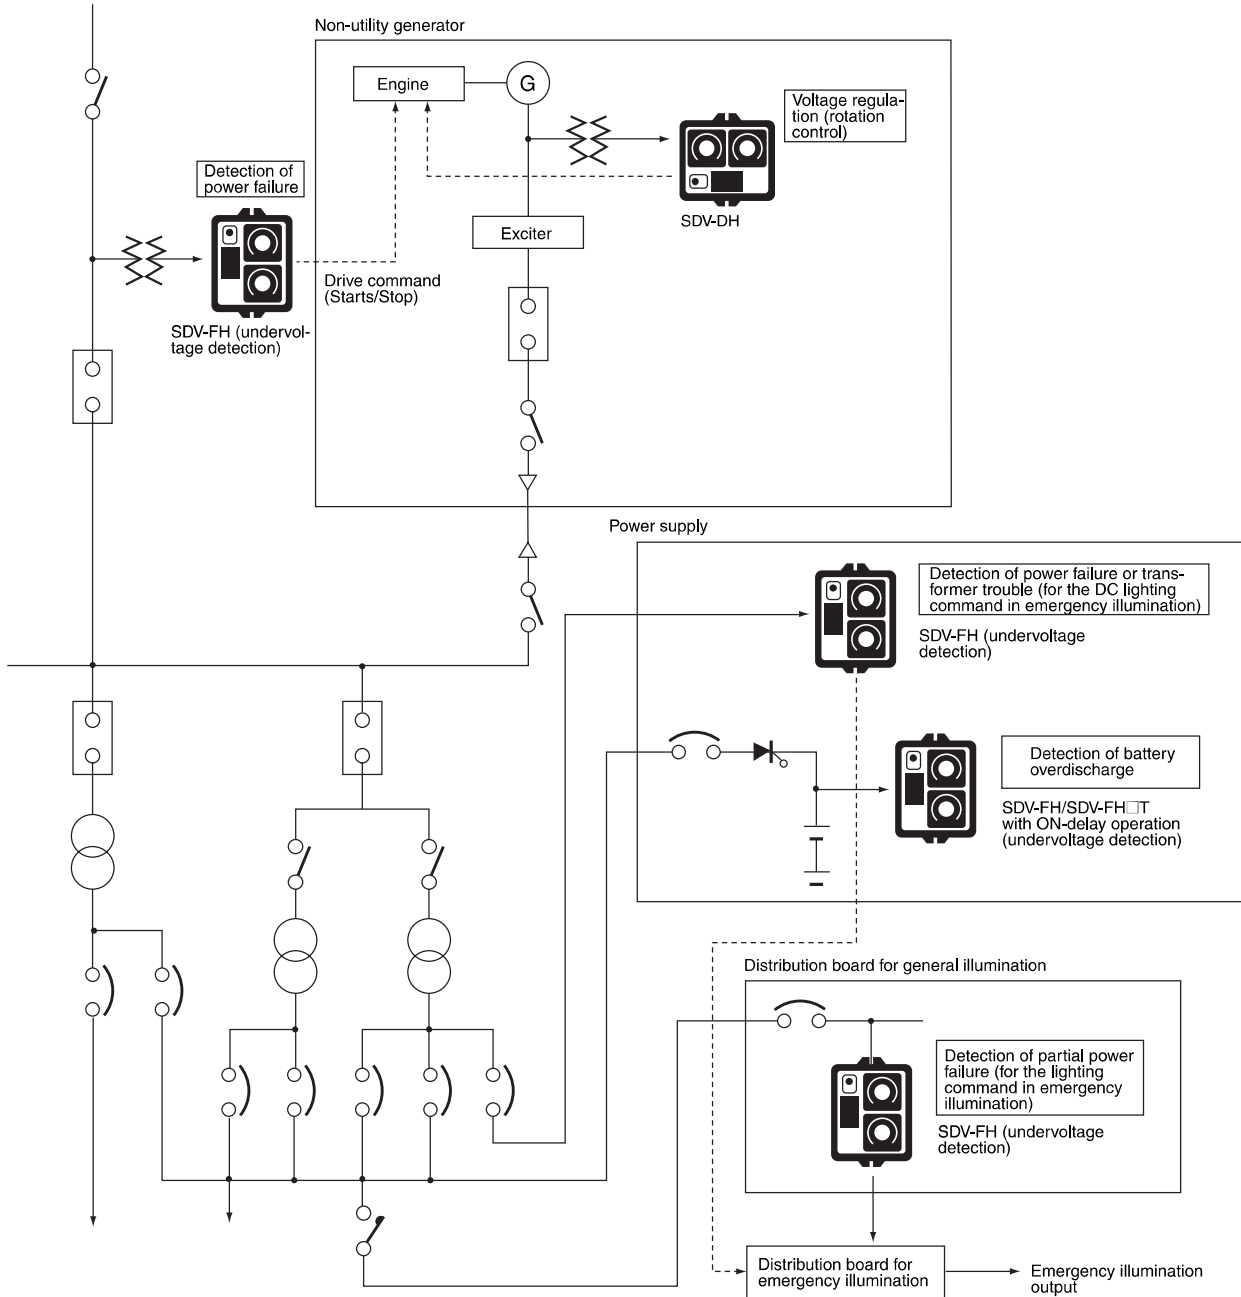 Non-utility generator
Engine
G
Voltage regula-
tion (rotation
control)
Detection of
power failure
SDV-DH
Exciter
Drive command
(Starts/Stop)
SDV-FH (undervol-
tage detection)
Power supply
Detection of power failure or trans-
former trouble (for the DC lighting
command in emergency illumination)
SDV-FH (undervoltage
detection)
Detection of battery
overdischarge
SDV-FH/SDV-FH□T
with ON-delay operation
(undervoltage detection)
Distribution board for general illumination
Detection of partial power
failure (for the lighting
command in emergency
illumination)
SDV-FH (undervoltage
detection)
Distribution board for
emergency illumination
Emergency illumination
output